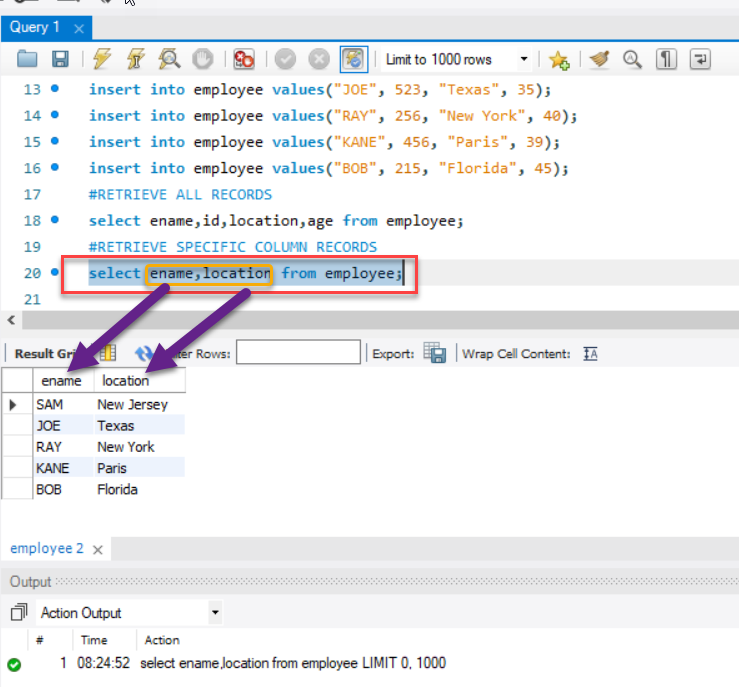 Query 1
Limit to 1000 rows
13 insert into employee values("JOE", 523, "Texas", 35);
14 insert into employee values("RAY", 256, "New York", 40);
15 insert into employee values("KANE", 456, "Paris", 39);
16 insert into employee values("BOB", 215, "Florida", 45);
17 #RETRIEVE ALL RECORDS
18 select ename,id,location,age from employee;
19 #RETRIEVE SPECIFIC COLUMN RECORDS
20 select ename,location from employee;
21
Result Gri Rows: Export: Wrap Cell Content:
ename location
SAM New Jersey
JOE Texas
RAY New York
KANE Paris
BOB Florida
employee 2
Output
Action Output
# Time Action
1 08:24:52 select ename,location from employee LIMIT 0, 1000